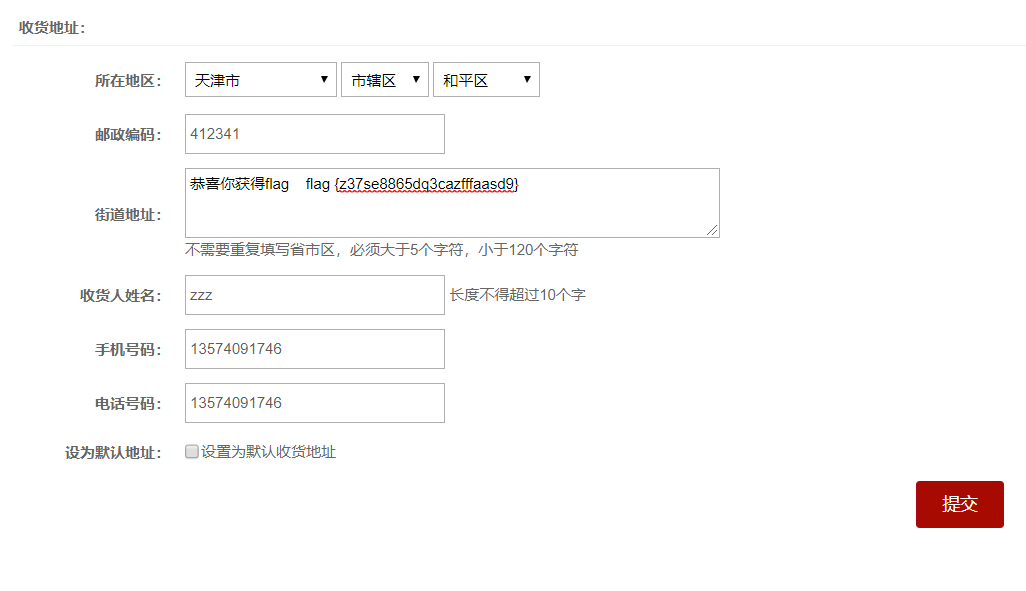 收货地址：
所在地区： 天津市 市辖区 和平区
邮政编码： 412341
恭喜你获得flag flag {z37se8865dq3cazfffaasd9}
街道地址：
不需要重复填写省市区，必须大于5个字符，小于120个字符
收货人姓名： zzz 长度不得超过10个字
手机号码： 13574091746
电话号码： 13574091746
设为默认地址： 设置为默认收货地址
提交